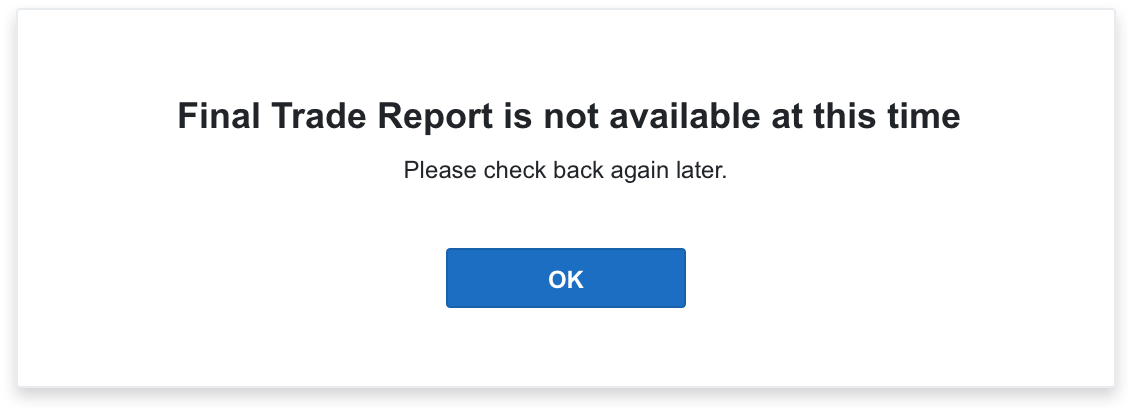 Final Trade Report is not available at this time
Please check back again later.
OK